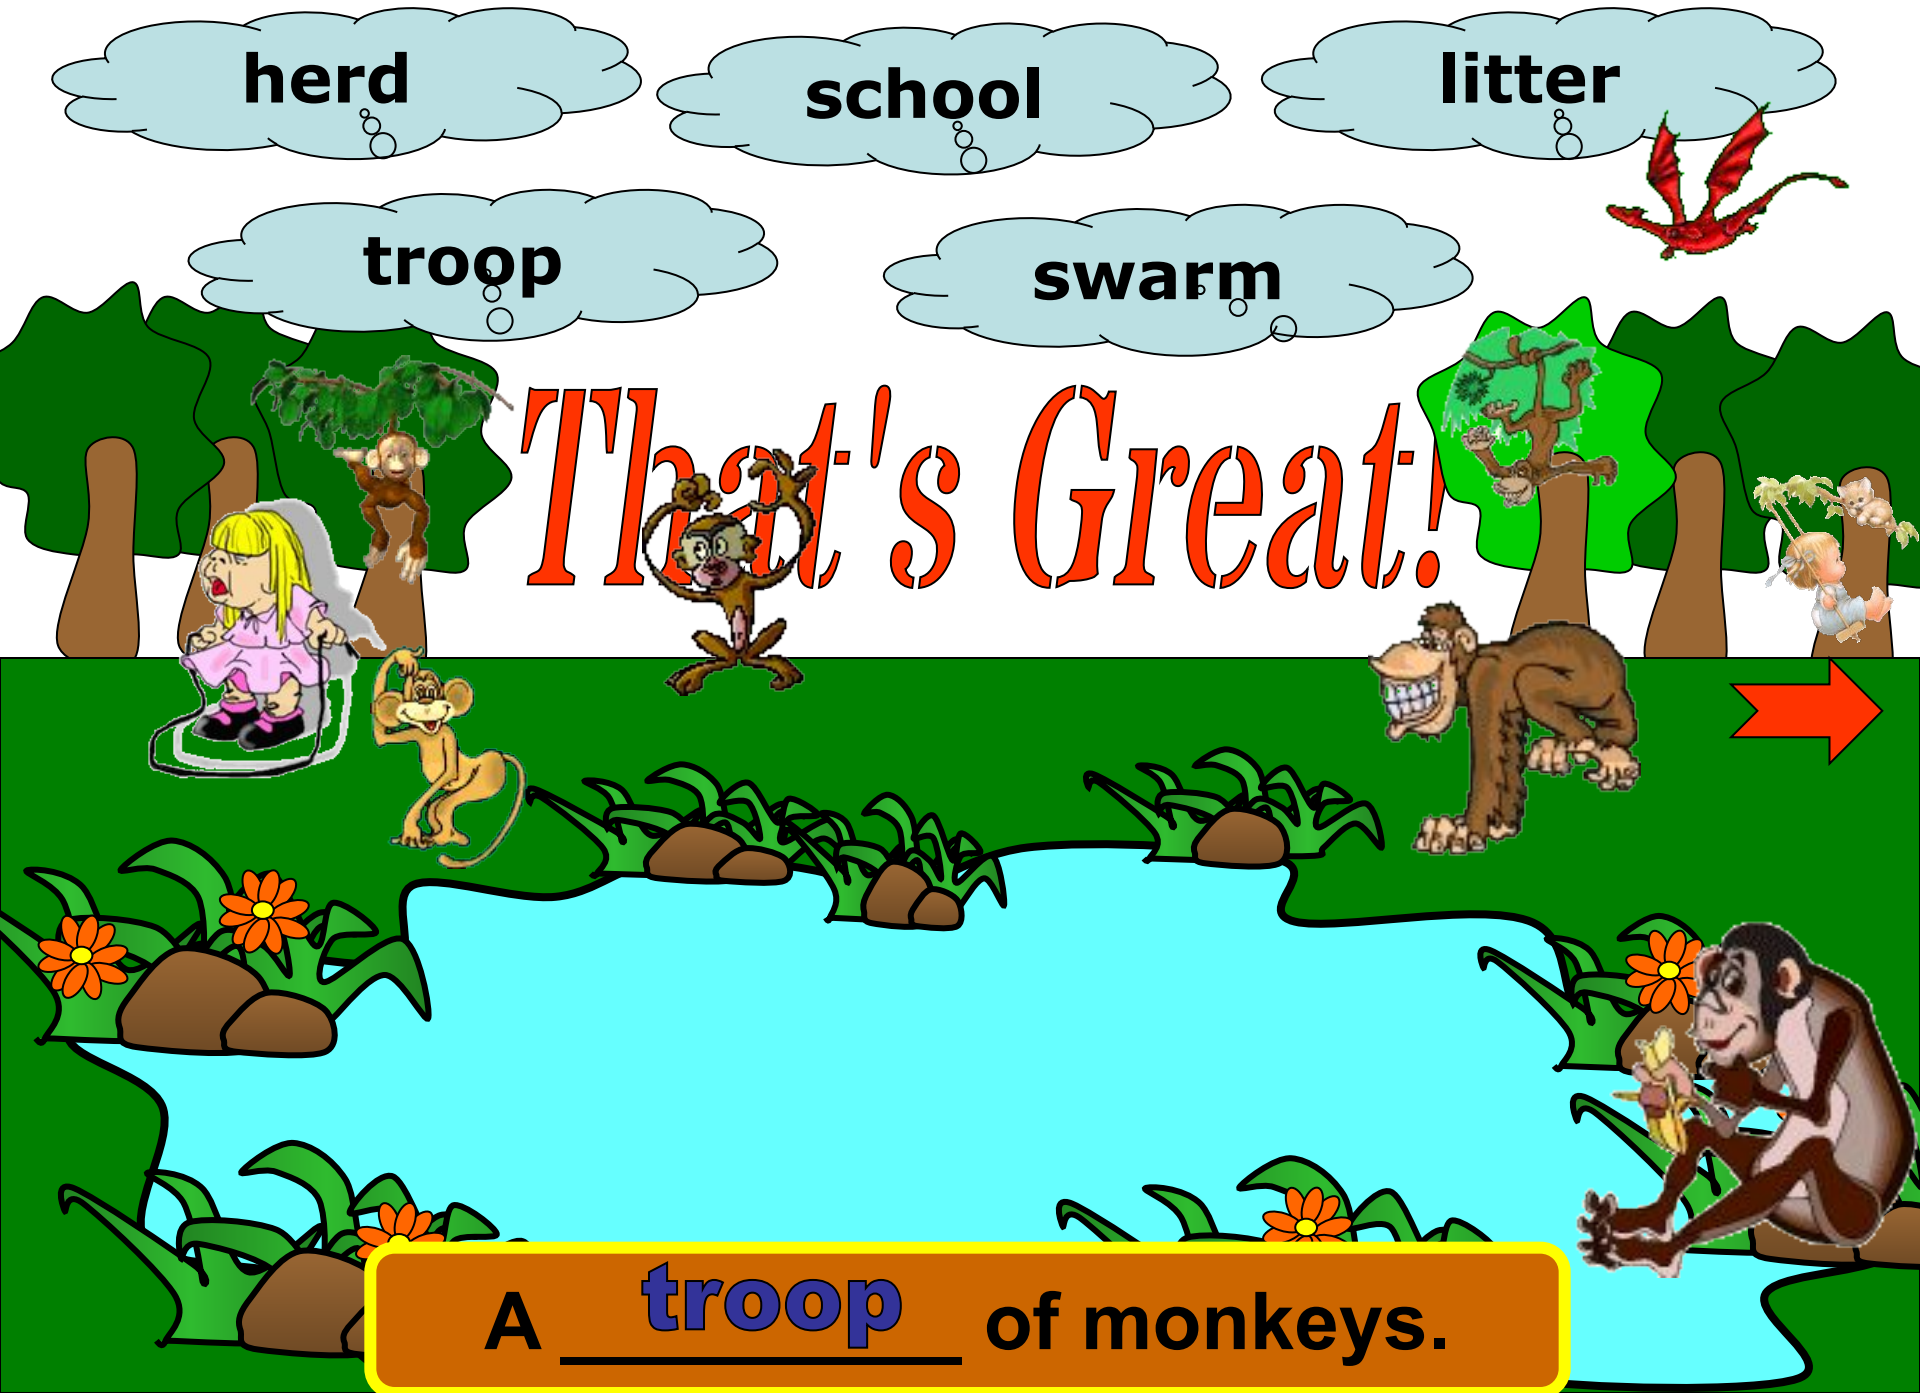 herd
school
litter
troop
swarm
That's Great!
A troop of monkeys.